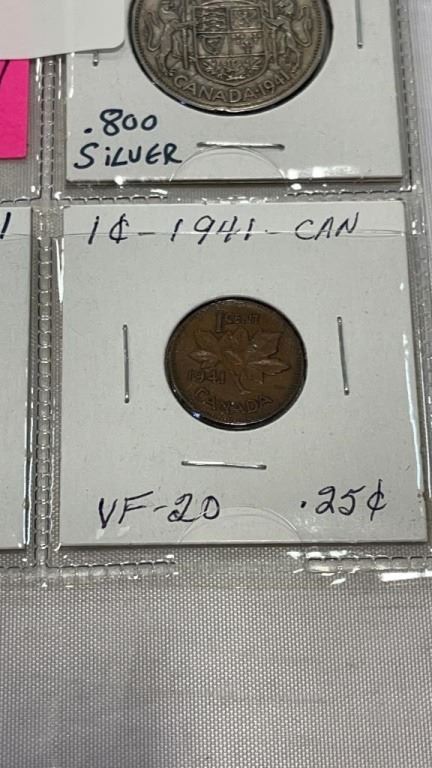 CANADA · 1941
.800
SILVER
1¢ - 1941 - CAN
1 CENT
1941
CANADA
VF-20 .25¢